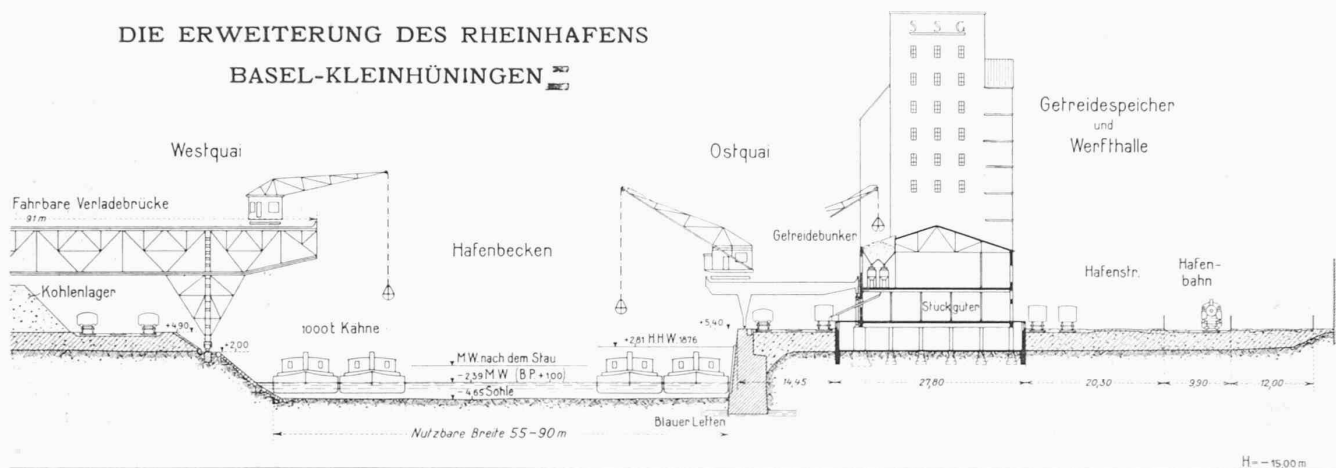 DIE ERWEITERUNG DES RHEINHAFENS
BASEL-KLEINHÜNINGEN
S S G
Getreidespeicher
und
Werfthalle
Westquai
Ostquai
Fahrbare Verladebrücke
91 m
Getreidebunker
Hafenbecken
Hafenstr.
Hafen-
bahn
Kohlenlager
Stückgüter
+4,90
1000t Kähne
+5,40
+2,00
+2,81 H.H.W. 1876
M.W. nach dem Stau
-2,39 M.W. (B.P. +1,00)
-4,65 Sohle
14,45
27,80
20,30
9,90
12,00
Blauer Letten
Nutzbare Breite 55-90 m
H = -15,00 m